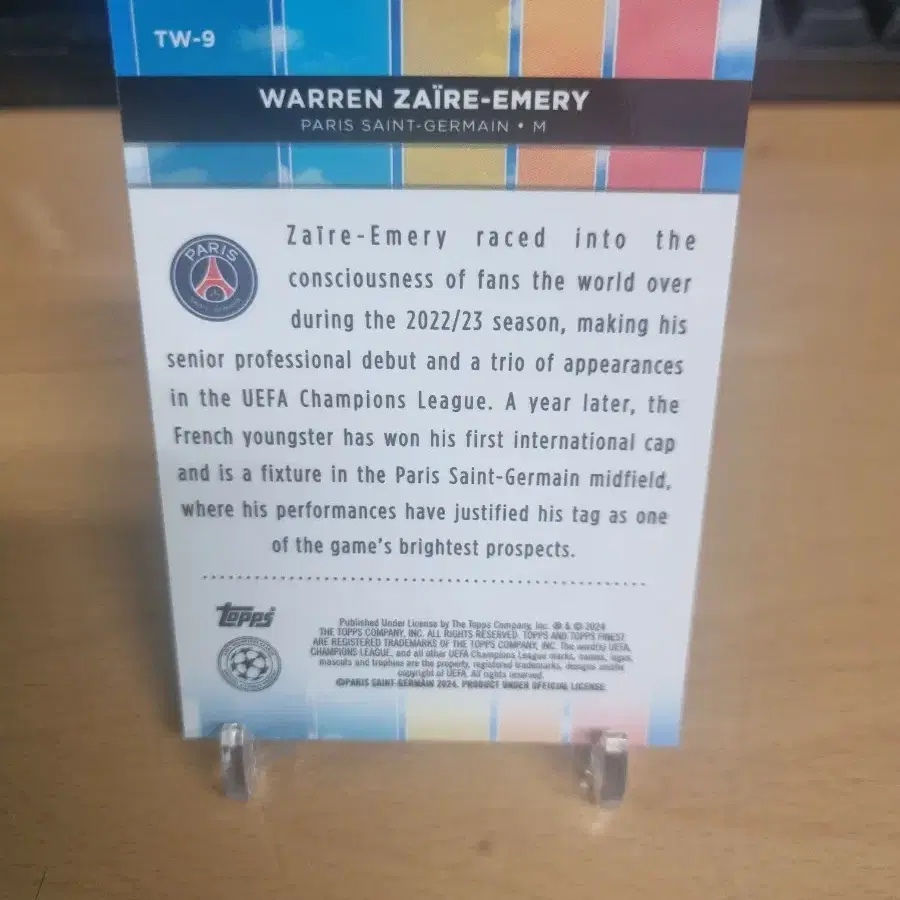 TW-9
WARREN ZAÏRE-EMERY
PARIS SAINT-GERMAIN • M
PARIS
Zaïre-Emery raced into the
consciousness of fans the world over
during the 2022/23 season, making his
senior professional debut and a trio of appearances
in the UEFA Champions League. A year later, the
French youngster has won his first international cap
and is a fixture in the Paris Saint-Germain midfield,
where his performances have justified his tag as one
of the game's brightest prospects.
topps
Published Under License by The Topps Company, Inc. ® & © 2024
THE TOPPS COMPANY, INC. ALL RIGHTS RESERVED. TOPPS AND TOPPS FINEST
ARE REGISTERED TRADEMARKS OF THE TOPPS COMPANY, INC. The word(s) UEFA,
CHAMPIONS LEAGUE, and all other UEFA Champions League marks, names, logos,
mascots and trophies are the property, registered trademarks, designs and/or
copyright of UEFA. All rights reserved.
©PARIS SAINT-GERMAIN 2024. PRODUCT UNDER OFFICIAL LICENSE.